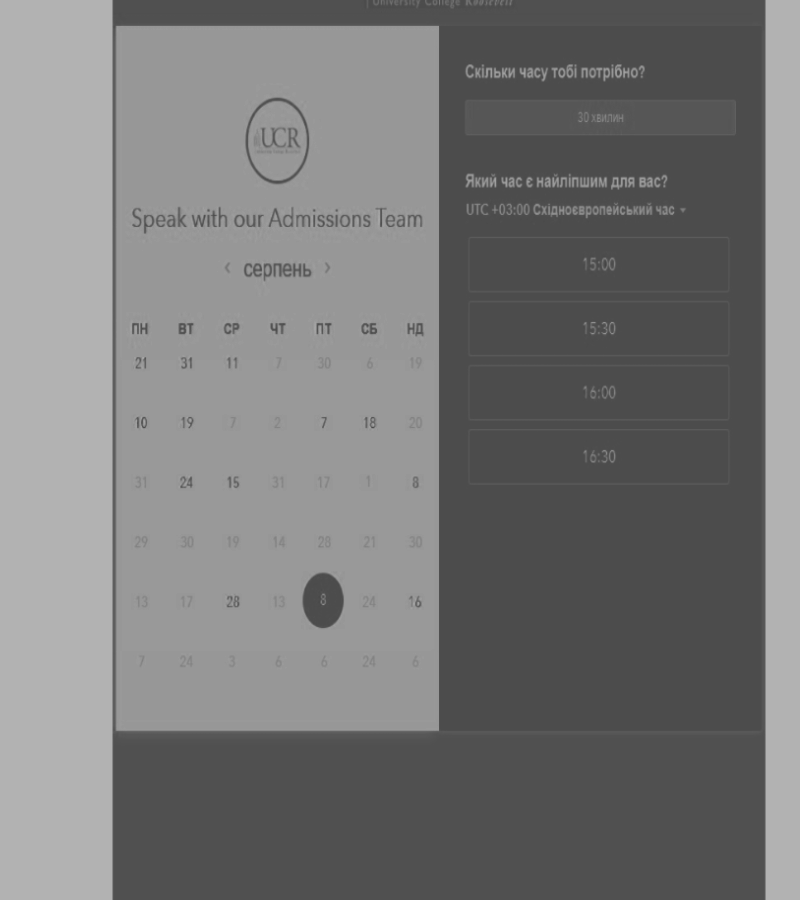 University College Roosevelt
UCR
Speak with our Admissions Team
‹ серпень ›
ПН ВТ СР ЧТ ПТ СБ НД
21 31 11 7 30 6 19
10 19 7 2 7 18 20
31 24 15 31 17 1 8
29 30 19 14 28 21 30
13 17 28 13 8 24 16
7 24 3 6 6 24 6
Скільки часу тобі потрібно?
30 хвилин
Який час є найліпшим для вас?
UTC +03:00 Східноєвропейський час
15:00
15:30
16:00
16:30